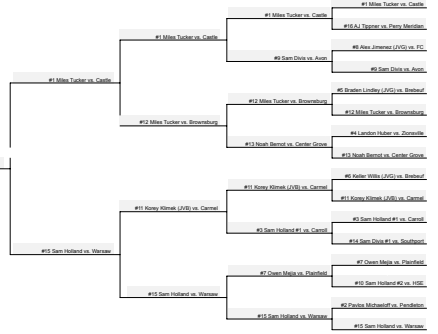 #1 Miles Tucker vs. Castle
#1 Miles Tucker vs. Castle
#16 AJ Tippner vs. Perry Meridian
#1 Miles Tucker vs. Castle
#8 Alex Jimenez (JVG) vs. FC
#9 Sam Divis vs. Avon
#9 Sam Divis vs. Avon
#1 Miles Tucker vs. Castle
#5 Braden Lindley (JVG) vs. Brebeuf
#12 Miles Tucker vs. Brownsburg
#12 Miles Tucker vs. Brownsburg
#12 Miles Tucker vs. Brownsburg
#4 Landon Huber vs. Zionsville
#13 Noah Bernot vs. Center Grove
#13 Noah Bernot vs. Center Grove
#6 Keller Willis (JVG) vs. Brebeuf
#11 Korey Klimek (JVB) vs. Carmel
#11 Korey Klimek (JVB) vs. Carmel
#11 Korey Klimek (JVB) vs. Carmel
#3 Sam Holland #1 vs. Carroll
#3 Sam Holland #1 vs. Carroll
#14 Sam Divis #1 vs. Southport
#15 Sam Holland vs. Warsaw
#7 Owen Mejia vs. Plainfield
#7 Owen Mejia vs. Plainfield
#10 Sam Holland #2 vs. HSE
#15 Sam Holland vs. Warsaw
#2 Pavlos Michaeloff vs. Pendleton
#15 Sam Holland vs. Warsaw
#15 Sam Holland vs. Warsaw